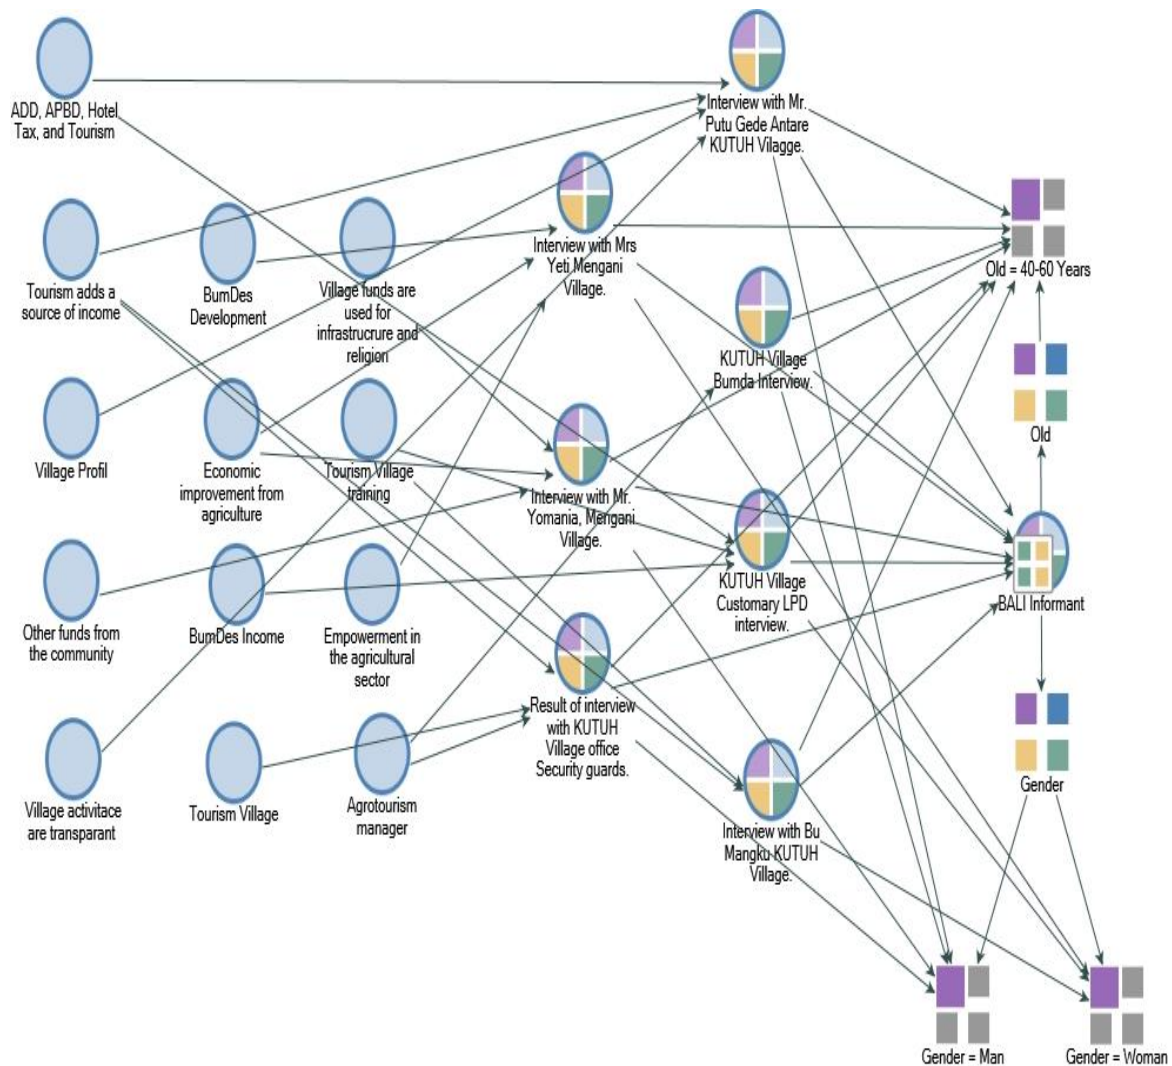 ADD, APBD, Hotel
Tax, and Tourism
Interview with Mr.
Putu Gede Antare
KUTUH Vilagge.
Tourism adds a
source of income
BumDes
Development
Village funds are
used for
infrastrucrure and
religion
Interview with Mrs
Yeti Mengani
Village.
Old = 40-60 Years
KUTUH Village
Bumda Interview.
Old
Village Profil
Economic
improvement from
agriculture
Tourism Village
training
Interview with Mr.
Yomania, Mengani
Village.
KUTUH Village
Customary LPD
interview.
BALI Informant
Other funds from
the community
BumDes Income
Empowerment in
the agricultural
sector
Result of interview
with KUTUH
Village office
Security guards.
Gender
Village activitace
are transparant
Tourism Village
Agrotourism
manager
Interview with Bu
Mangku KUTUH
Village.
Gender = Man
Gender = Woman